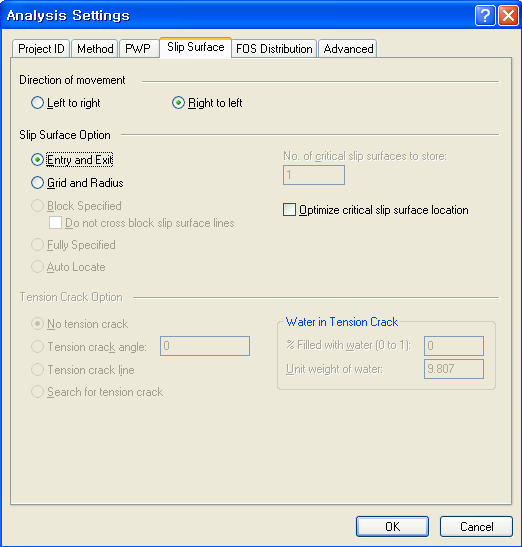 Analysis Settings
Project ID Method PWP Slip Surface FOS Distribution Advanced
Direction of movement
Left to right Right to left
Slip Surface Option
Entry and Exit No. of critical slip surfaces to store:
Grid and Radius 1
Block Specified
Do not cross block slip surface lines Optimize critical slip surface location
Fully Specified
Auto Locate
Tension Crack Option
No tension crack Water in Tension Crack
Tension crack angle: 0 % Filled with water (0 to 1): 0
Tension crack line Unit weight of water: 9.807
Search for tension crack
OK Cancel